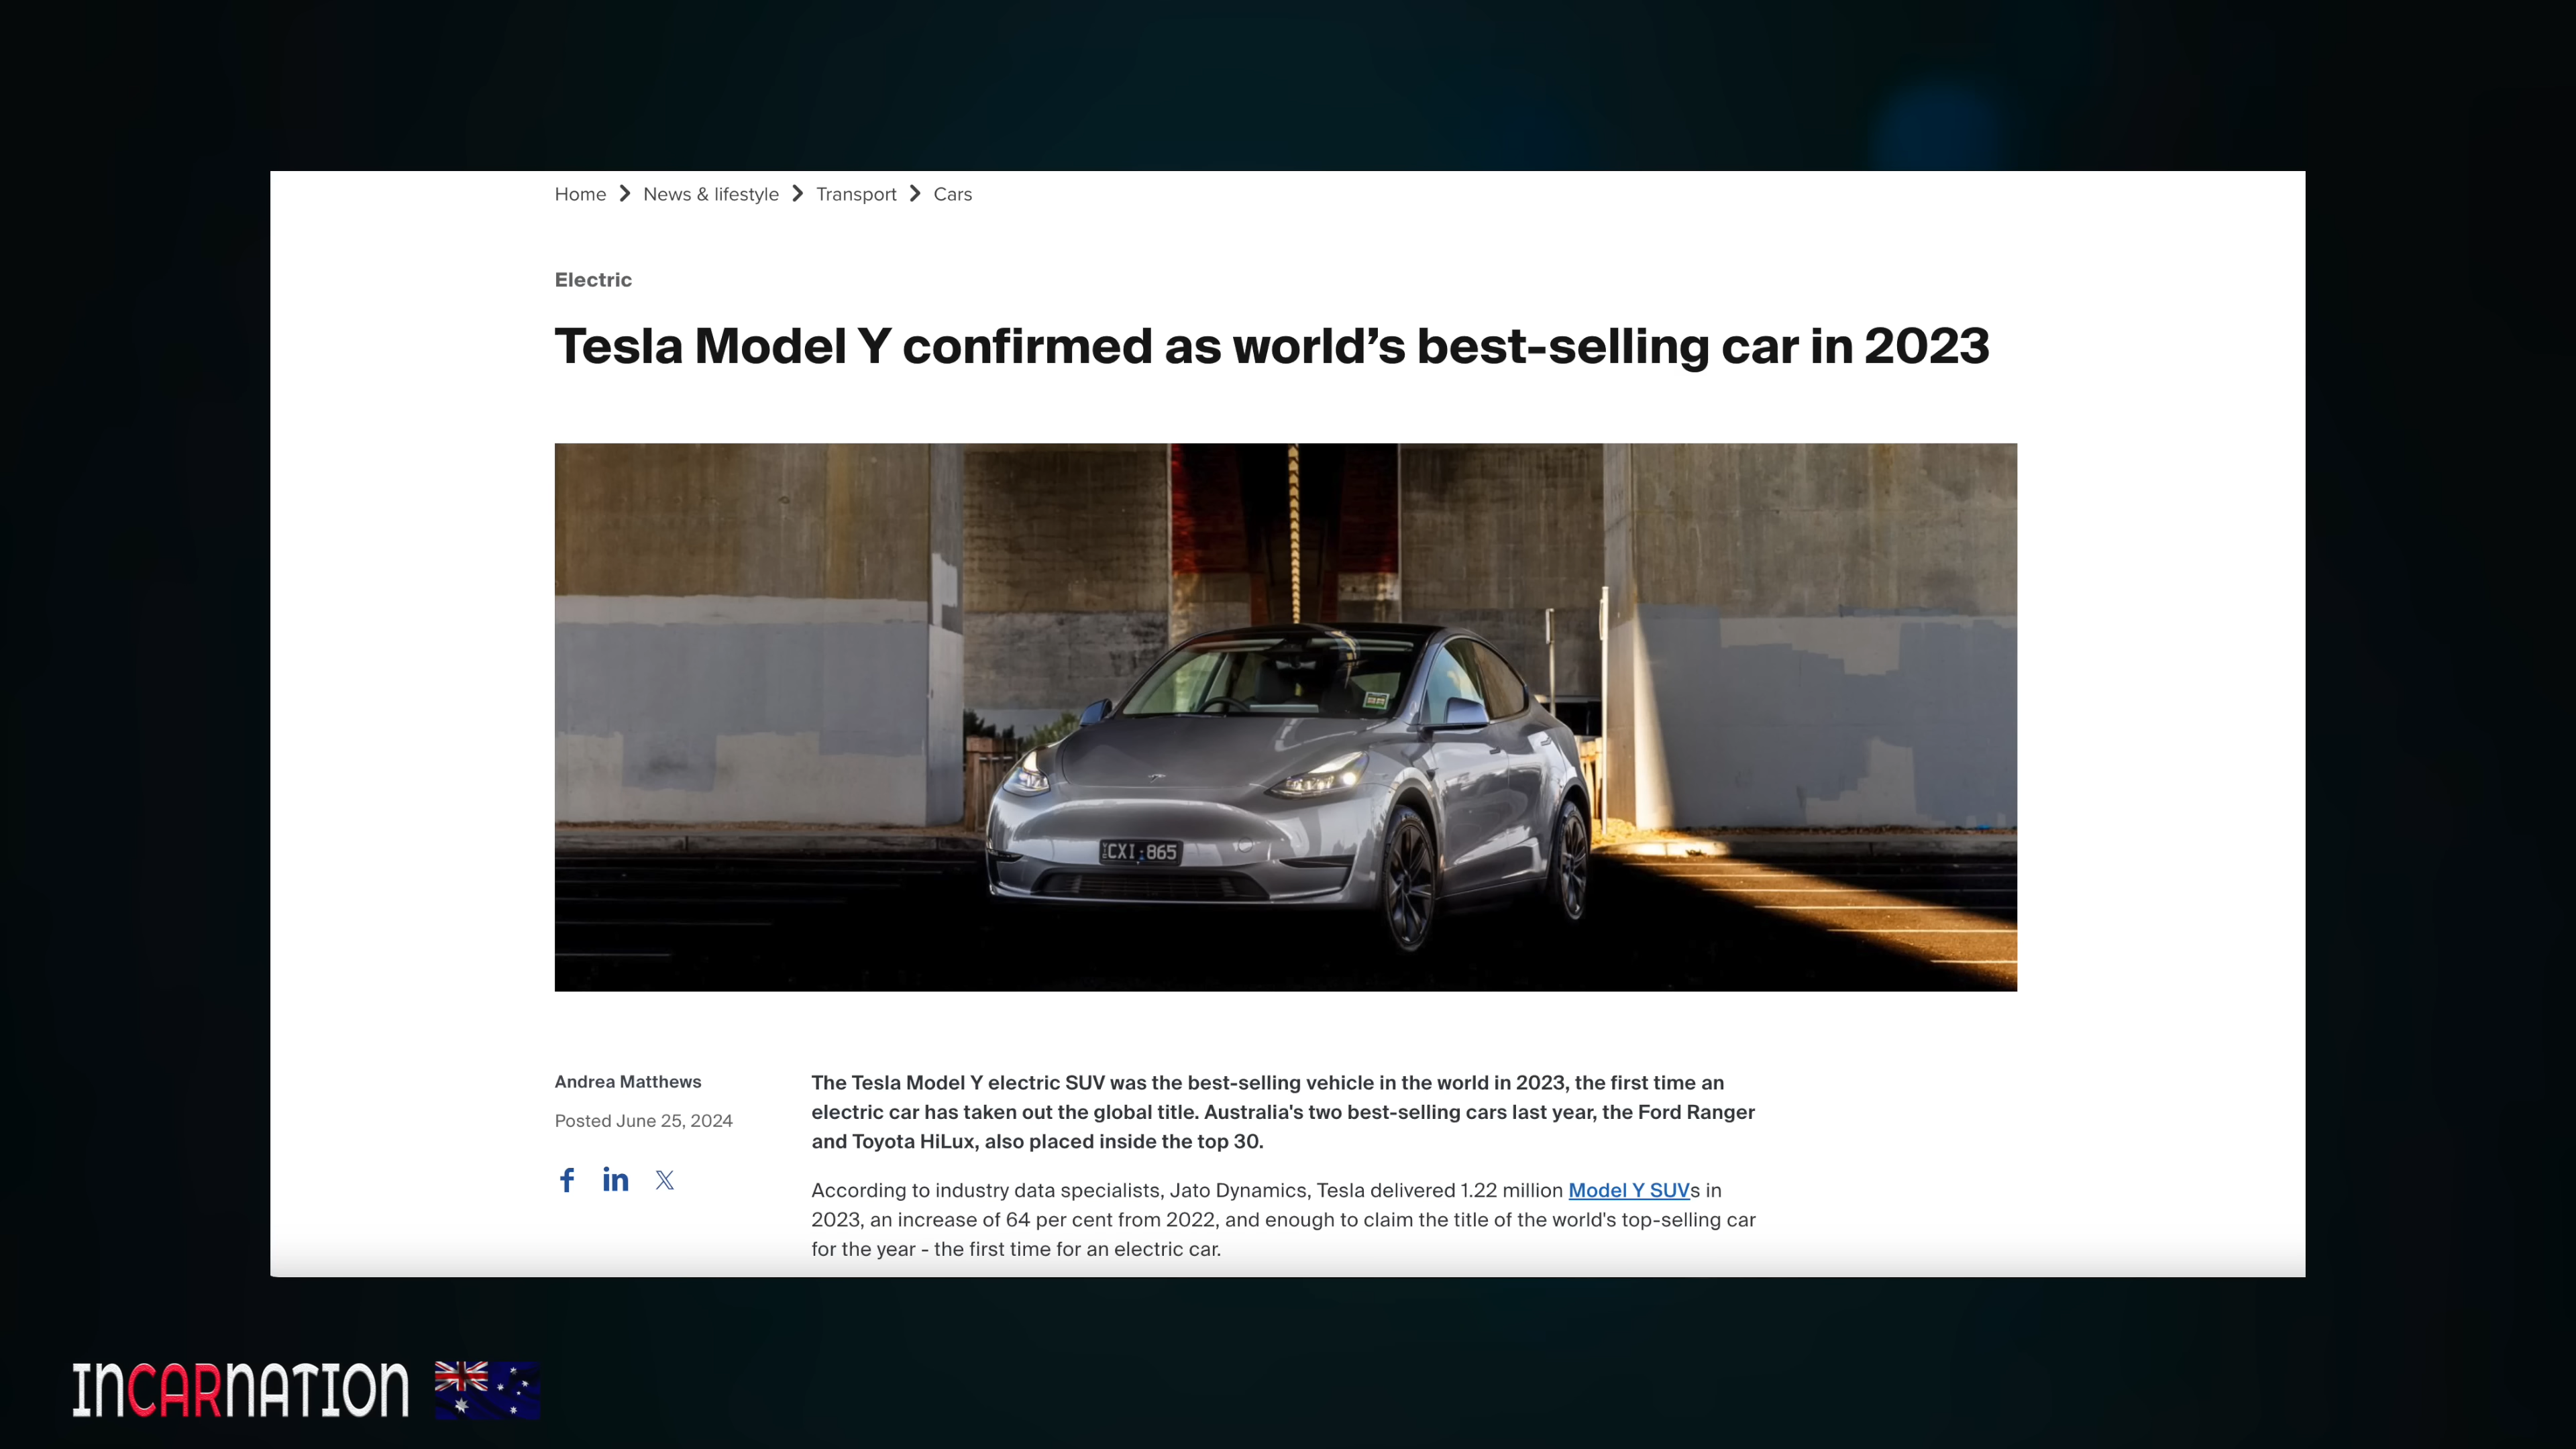 Home > News & lifestyle > Transport > Cars
Electric
Tesla Model Y confirmed as world’s best-selling car in 2023
CXI 865
Andrea Matthews
Posted June 25, 2024
The Tesla Model Y electric SUV was the best-selling vehicle in the world in 2023, the first time an
electric car has taken out the global title. Australia's two best-selling cars last year, the Ford Ranger
and Toyota HiLux, also placed inside the top 30.
According to industry data specialists, Jato Dynamics, Tesla delivered 1.22 million Model Y SUVs in
2023, an increase of 64 per cent from 2022, and enough to claim the title of the world's top-selling car
for the year - the first time for an electric car.
INCARNATION